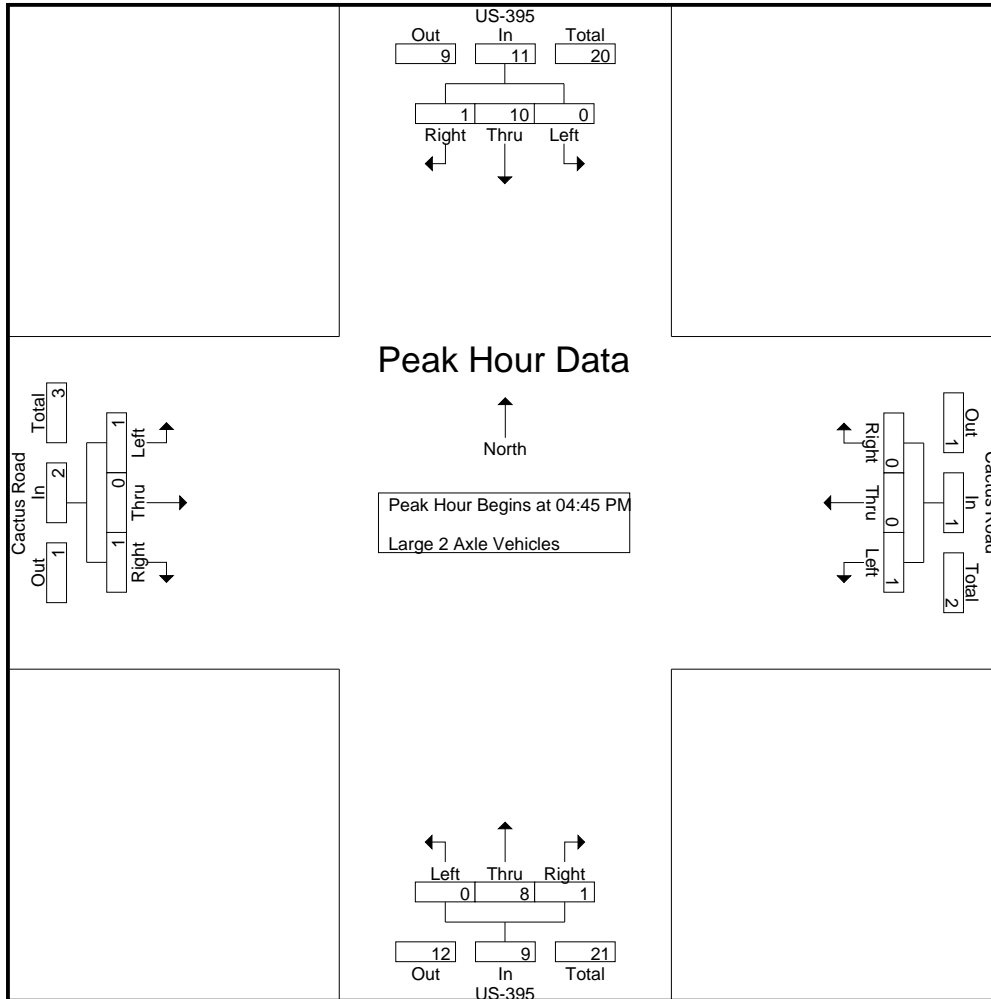 US-395
Out In Total
9 11 20
1 10 0
Right Thru Left
Peak Hour Data
North
Peak Hour Begins at 04:45 PM
Large 2 Axle Vehicles
Cactus Road
Total In Out
3 2 1
1 0 1
Left Thru Right
Right Thru Left
0 0 1
Out In Total
1 1 2
Cactus Road
Left Thru Right
0 8 1
12 9 21
Out In Total
US-395